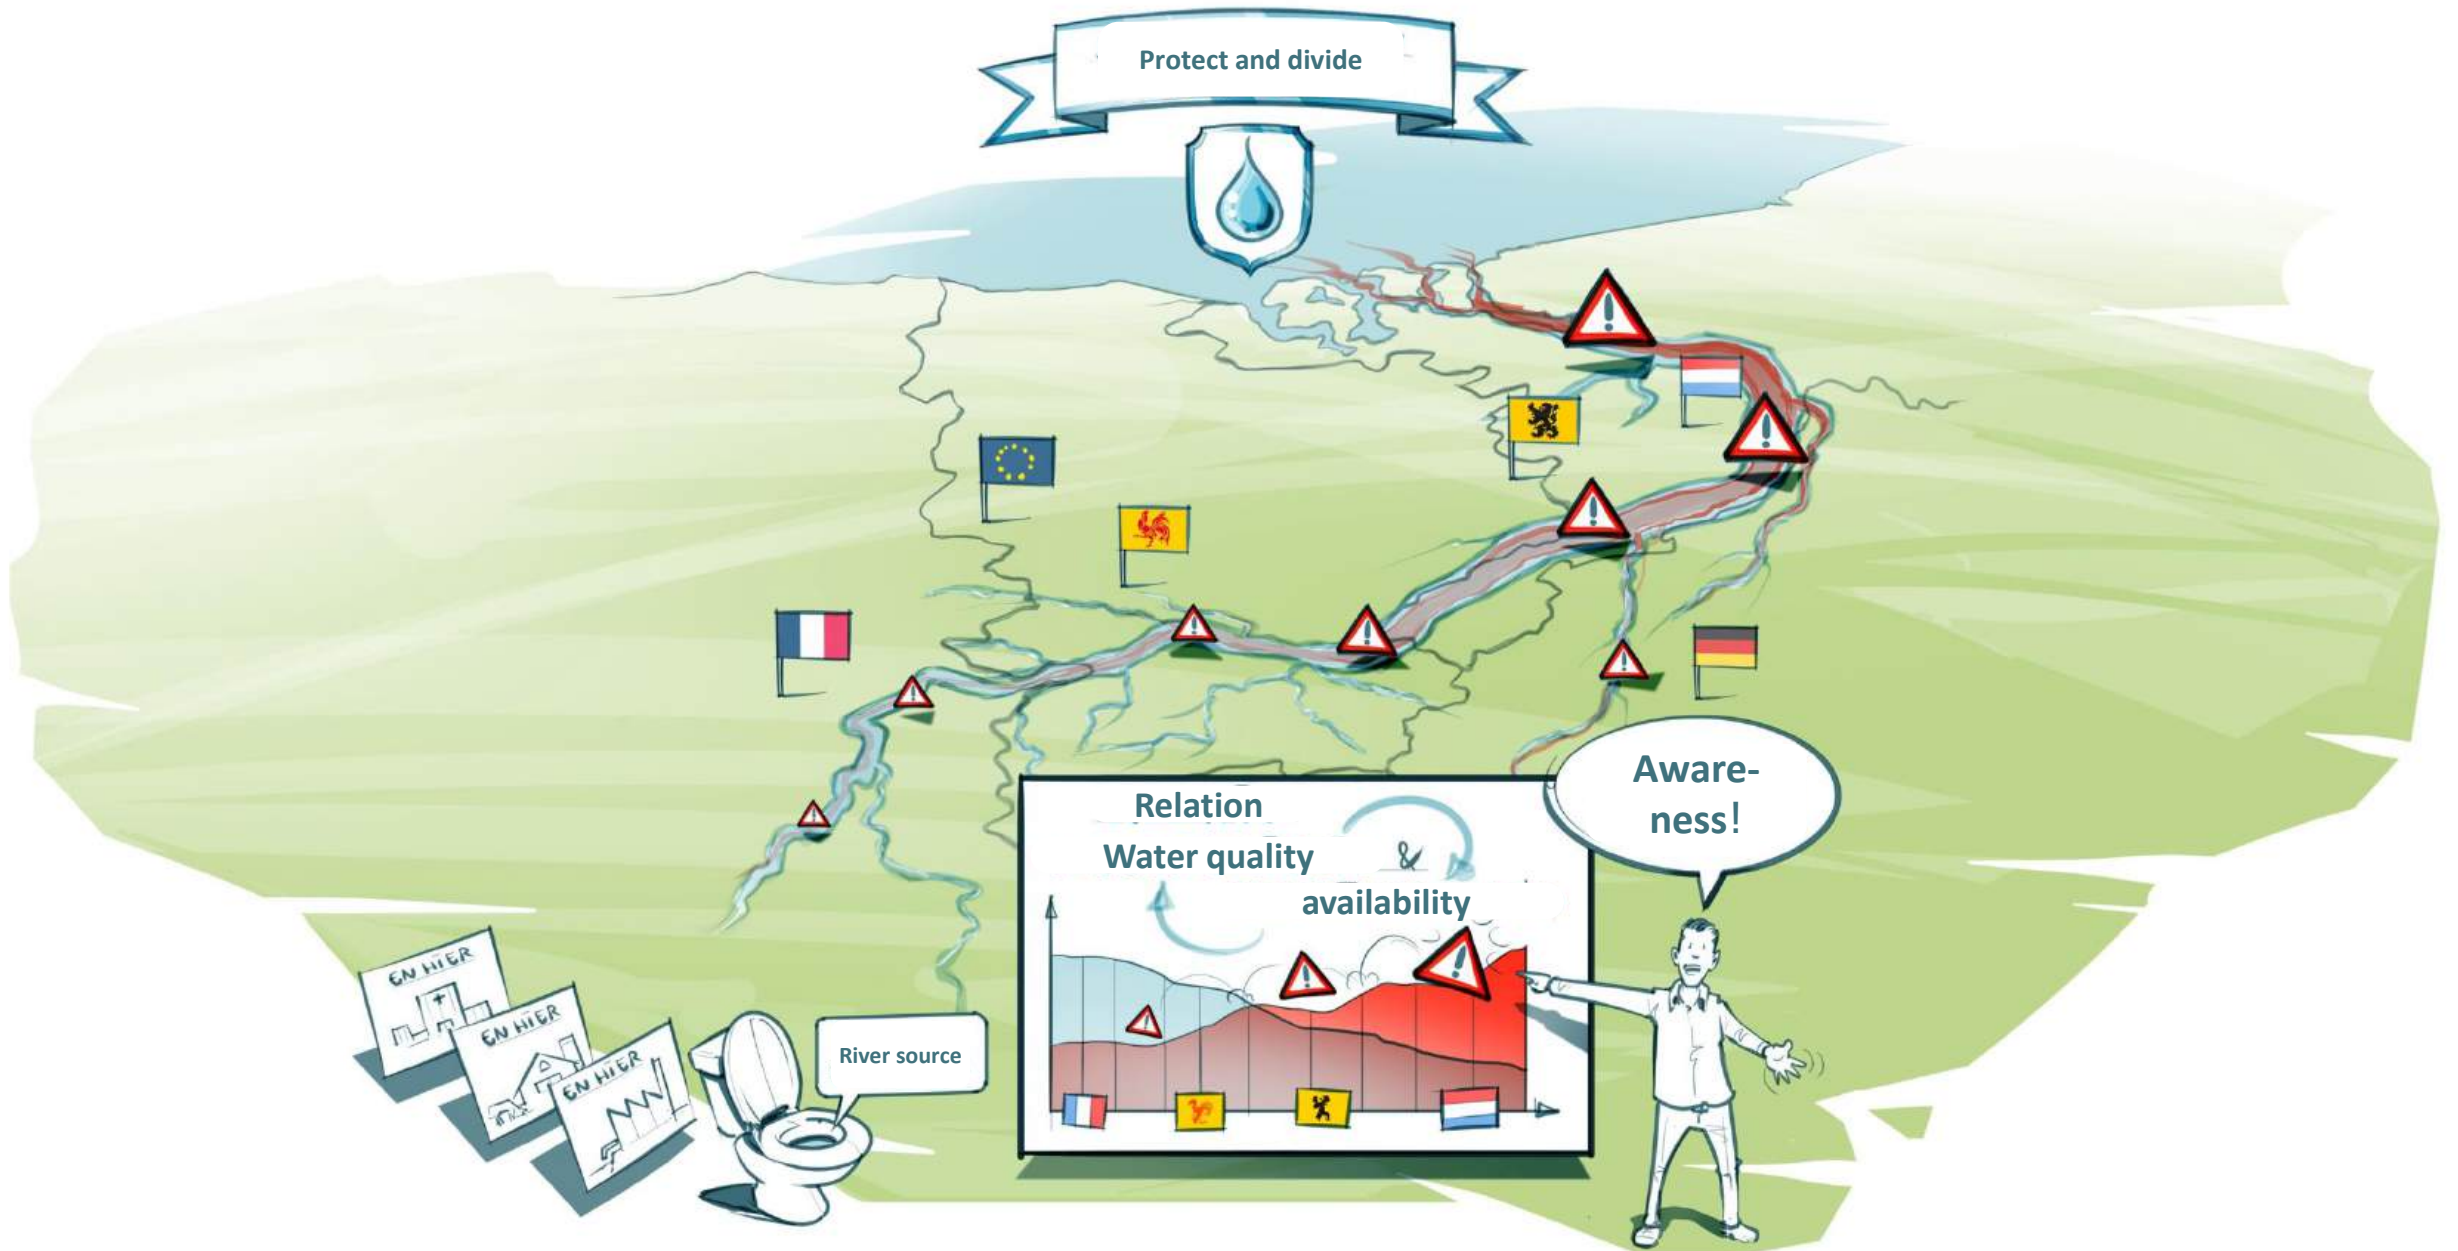 Protect and divide
Aware-
ness!
Relation
Water quality
&
availability
EN HIER
EN HIER
EN HIER
River source